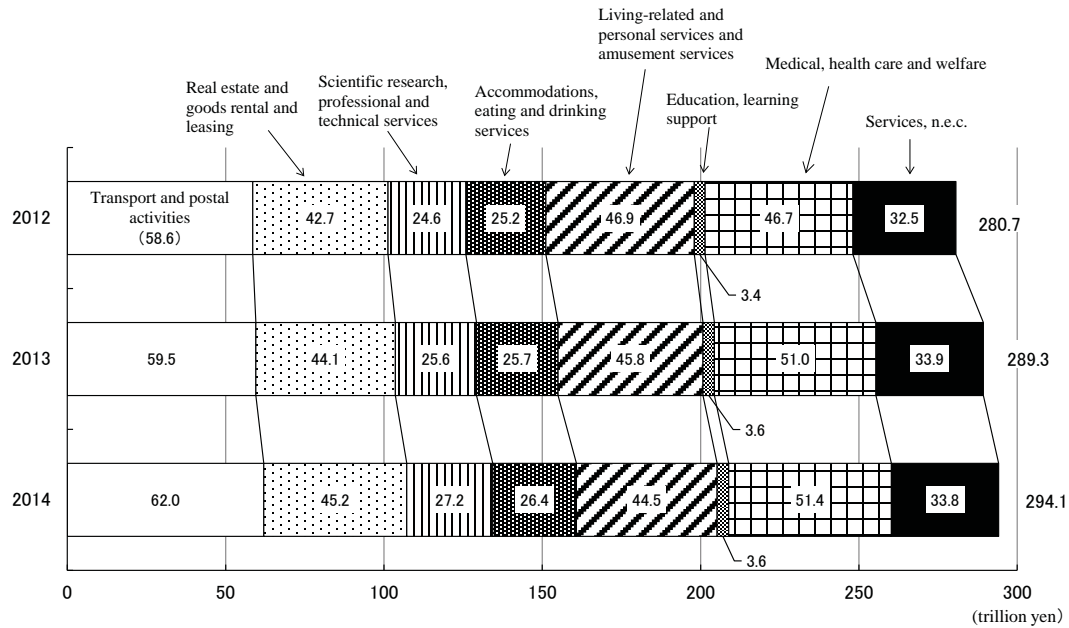 Living-related and
personal services and
amusement services
Medical, health care and welfare
Real estate and
goods rental and
leasing
Scientific research,
professional and
technical services
Accommodations,
eating and drinking
services
Education, learning
support
Services, n.e.c.
2012
Transport and postal
activities
(58.6)
42.7
24.6
25.2
46.9
46.7
32.5
280.7
3.4
2013
59.5
44.1
25.6
25.7
45.8
51.0
33.9
289.3
3.6
2014
62.0
45.2
27.2
26.4
44.5
51.4
33.8
294.1
3.6
0
50
100
150
200
250
300
(trillion yen)